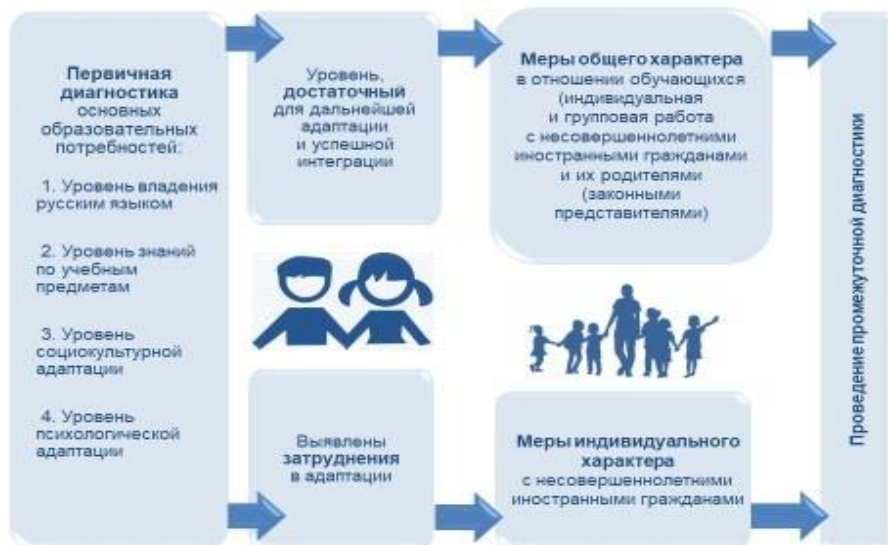 Первичная
диагностика
основных
образовательных
потребностей:
1. Уровень владения
русским языком
2. Уровень знаний
по учебным
предметам
3. Уровень
социокультурной
адаптации
4. Уровень
психологической
адаптации
Уровень,
достаточный
для дальнейшей
адаптации
и успешной
интеграции
Меры общего характера
в отношении обучающихся
(индивидуальная
и групповая работа
с несовершеннолетними
иностранными гражданами
и их родителями
(законными
представителями)
Выявлены
затруднения
в адаптации
Меры индивидуального
характера
с несовершеннолетними
иностранными гражданами
Проведение промежуточной диагностики